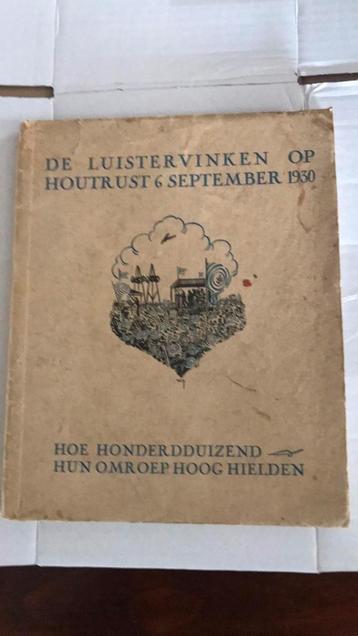 DE LUISTERVINKEN OP
HOUTRUST 6 SEPTEMBER 1930
HOE HONDERDDUIZEND
HUN OMROEP HOOG HIELDEN